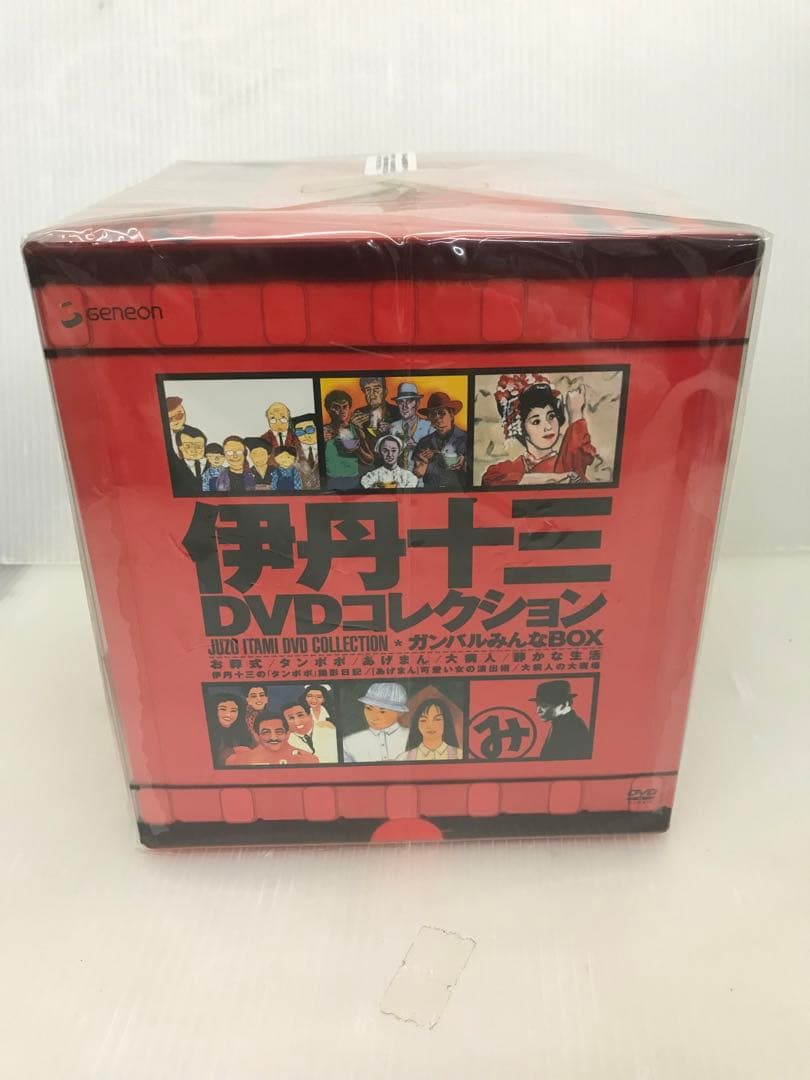 Geneon
伊丹十三
DVDコレクション
JUZO ITAMI DVD COLLECTION * ガンバルみんなBOX
お葬式/タンポポ/あげまん/大病人/静かな生活
伊丹十三の「タンポポ」撮影日記/[あげまん]可愛い女の演出術/大病人の大現場
み
DVD
VIDEO